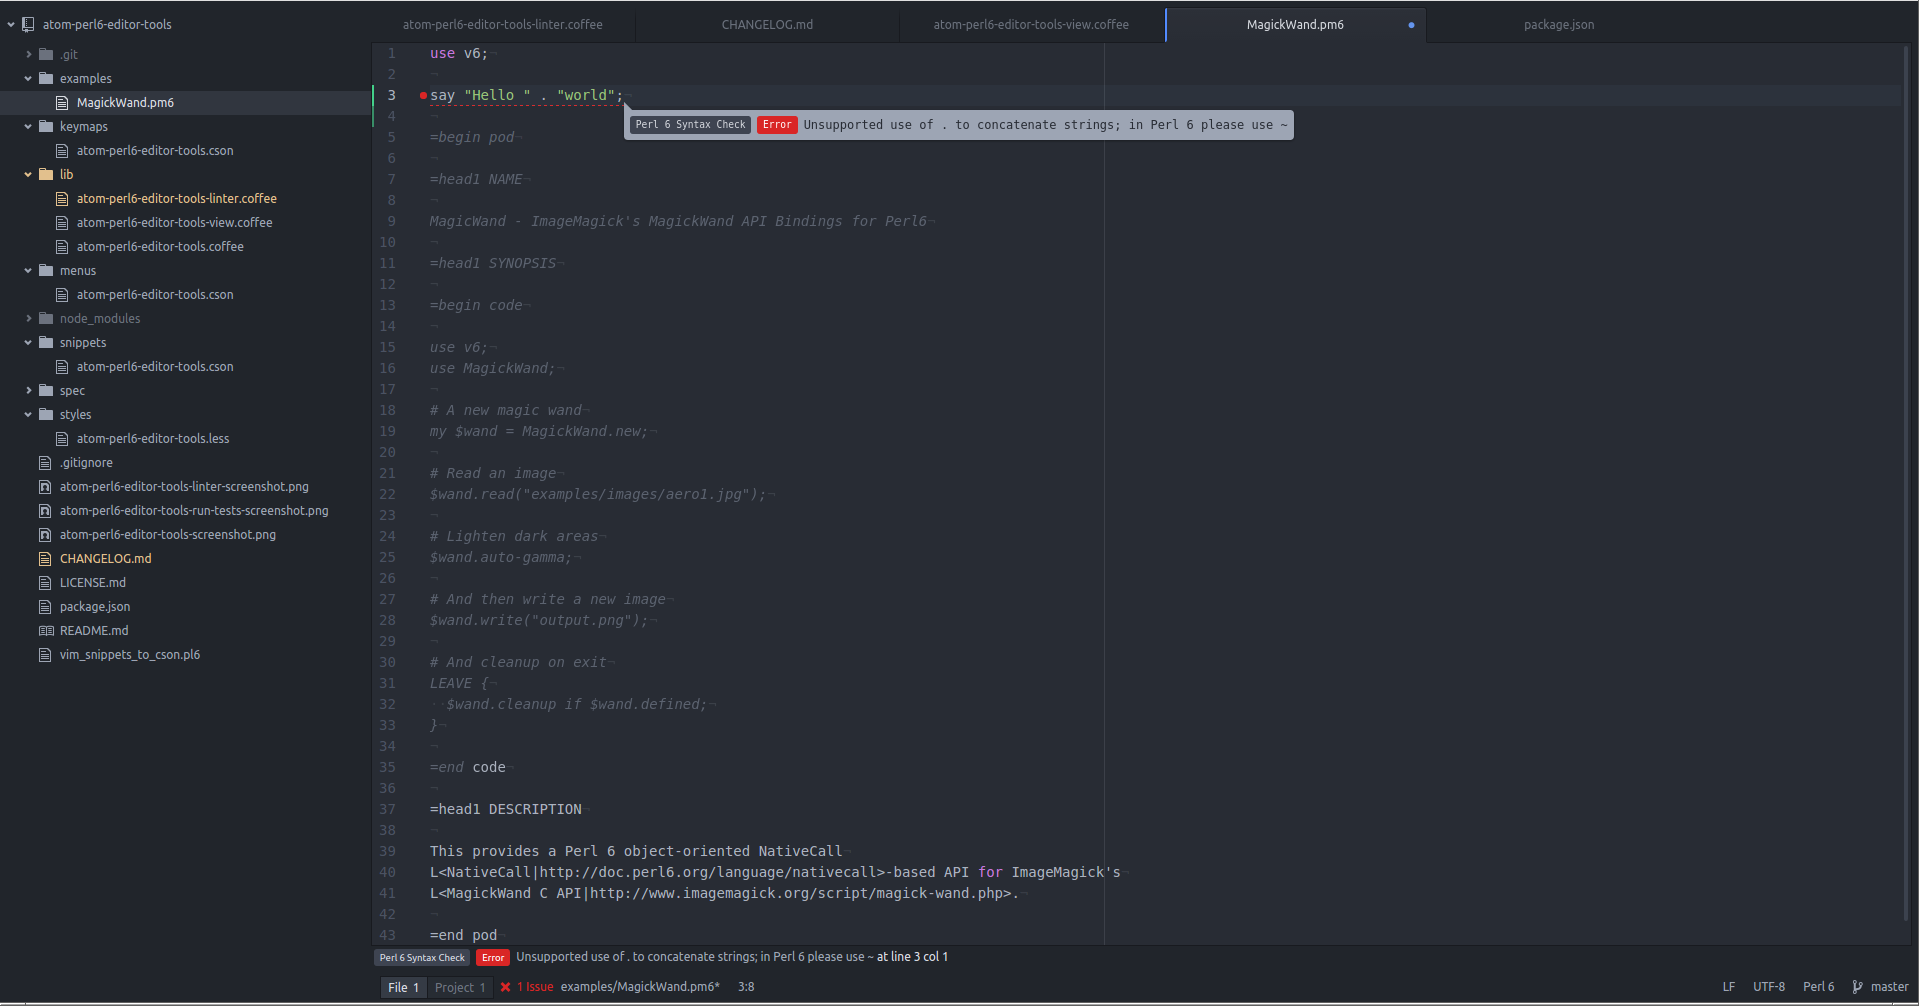 atom-perl6-editor-tools
.git
examples
MagickWand.pm6
keymaps
atom-perl6-editor-tools.cson
lib
atom-perl6-editor-tools-linter.coffee
atom-perl6-editor-tools-view.coffee
atom-perl6-editor-tools.coffee
menus
atom-perl6-editor-tools.cson
node_modules
snippets
atom-perl6-editor-tools.cson
spec
styles
atom-perl6-editor-tools.less
.gitignore
atom-perl6-editor-tools-linter-screenshot.png
atom-perl6-editor-tools-run-tests-screenshot.png
atom-perl6-editor-tools-screenshot.png
CHANGELOG.md
LICENSE.md
package.json
README.md
vim_snippets_to_cson.pl6
atom-perl6-editor-tools-linter.coffee CHANGELOG.md atom-perl6-editor-tools-view.coffee MagickWand.pm6 package.json
1 use v6;¬
2 ¬
3 say "Hello " . "world";¬
Perl 6 Syntax Check Error Unsupported use of . to concatenate strings; in Perl 6 please use ~
4 ¬
5 =begin pod¬
6 ¬
7 =head1 NAME¬
8 ¬
9 MagicWand - ImageMagick's MagickWand API Bindings for Perl6¬
10 ¬
11 =head1 SYNOPSIS¬
12 ¬
13 =begin code¬
14 ¬
15 use v6;¬
16 use MagickWand;¬
17 ¬
18 # A new magic wand¬
19 my $wand = MagickWand.new;¬
20 ¬
21 # Read an image¬
22 $wand.read("examples/images/aero1.jpg");¬
23 ¬
24 # Lighten dark areas¬
25 $wand.auto-gamma;¬
26 ¬
27 # And then write a new image¬
28 $wand.write("output.png");¬
29 ¬
30 # And cleanup on exit¬
31 LEAVE {¬
32 ··$wand.cleanup if $wand.defined;¬
33 }¬
34 ¬
35 =end code¬
36 ¬
37 =head1 DESCRIPTION¬
38 ¬
39 This provides a Perl 6 object-oriented NativeCall¬
40 L<NativeCall|http://doc.perl6.org/language/nativecall>-based API for ImageMagick's¬
41 L<MagickWand C API|http://www.imagemagick.org/script/magick-wand.php>.¬
42 ¬
43 =end pod¬
Perl 6 Syntax Check Error Unsupported use of . to concatenate strings; in Perl 6 please use ~ at line 3 col 1
File 1 Project 1 1 Issue examples/MagickWand.pm6* 3:8 LF UTF-8 Perl 6 master